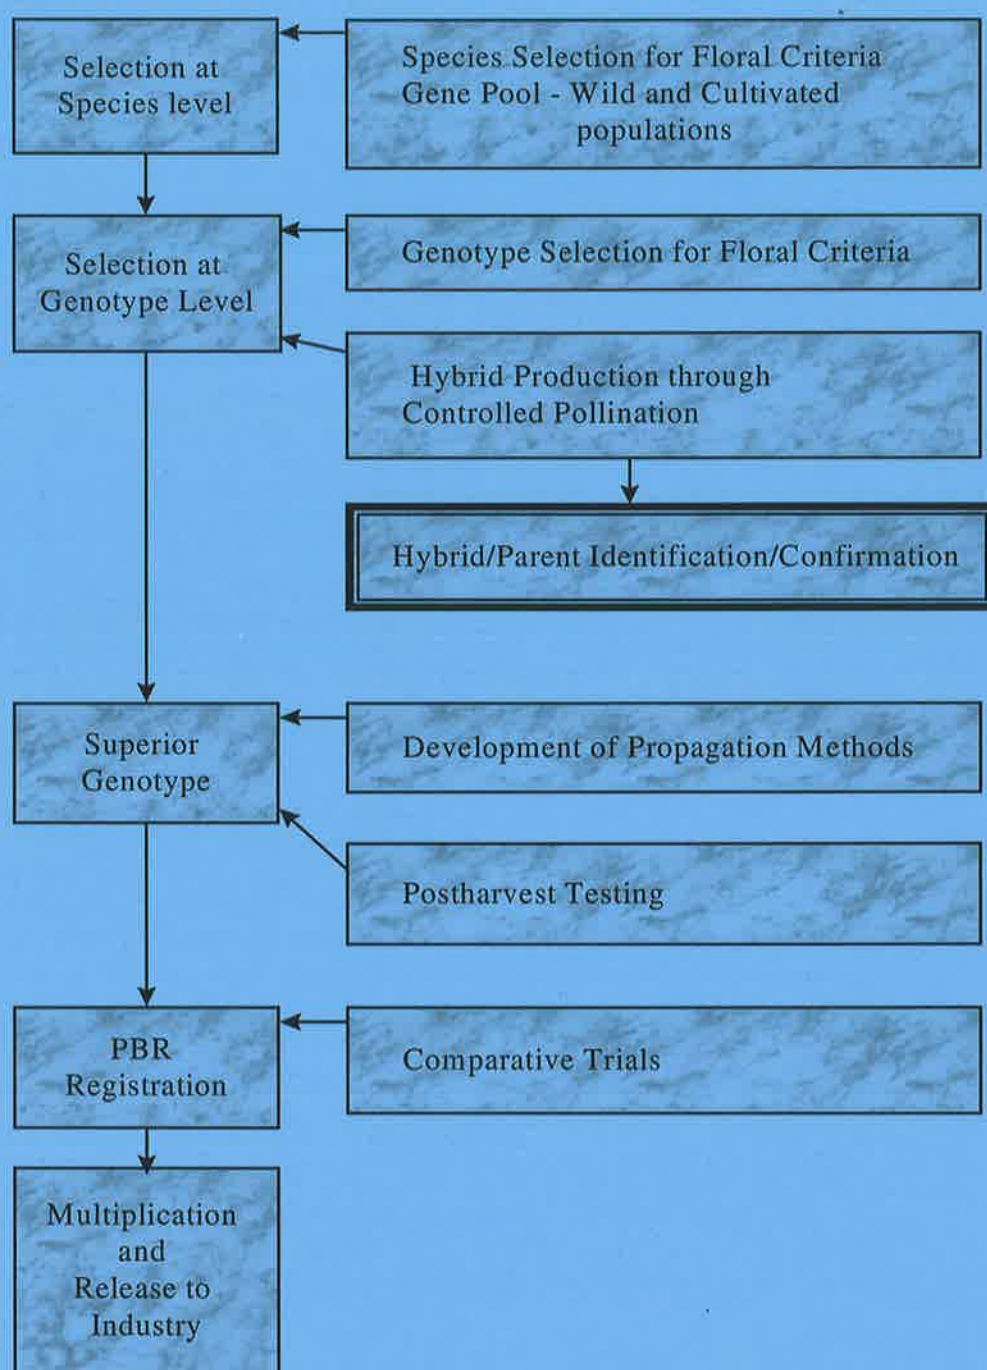 Selection at
Species level
Species Selection for Floral Criteria
Gene Pool - Wild and Cultivated
populations
Selection at
Genotype Level
Genotype Selection for Floral Criteria
Hybrid Production through
Controlled Pollination
Hybrid/Parent Identification/Confirmation
Superior
Genotype
Development of Propagation Methods
Postharvest Testing
PBR
Registration
Comparative Trials
Multiplication
and
Release to
Industry